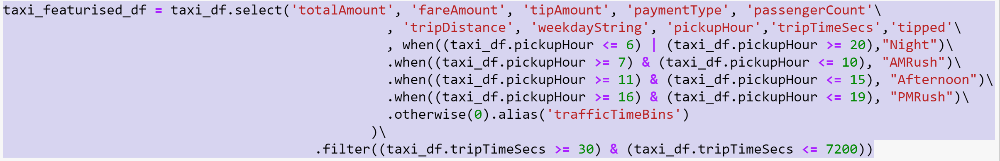 taxi_featurised_df = taxi_df.select('totalAmount', 'fareAmount', 'tipAmount', 'paymentType', 'passengerCount'\
, 'tripDistance', 'weekdayString', 'pickupHour','tripTimeSecs','tipped'\
, when((taxi_df.pickupHour <= 6) | (taxi_df.pickupHour >= 20),"Night")\
.when((taxi_df.pickupHour >= 7) & (taxi_df.pickupHour <= 10), "AMRush")\
.when((taxi_df.pickupHour >= 11) & (taxi_df.pickupHour <= 15), "Afternoon")\
.when((taxi_df.pickupHour >= 16) & (taxi_df.pickupHour <= 19), "PMRush")\
.otherwise(0).alias('trafficTimeBins')
)\
.filter((taxi_df.tripTimeSecs >= 30) & (taxi_df.tripTimeSecs <= 7200))